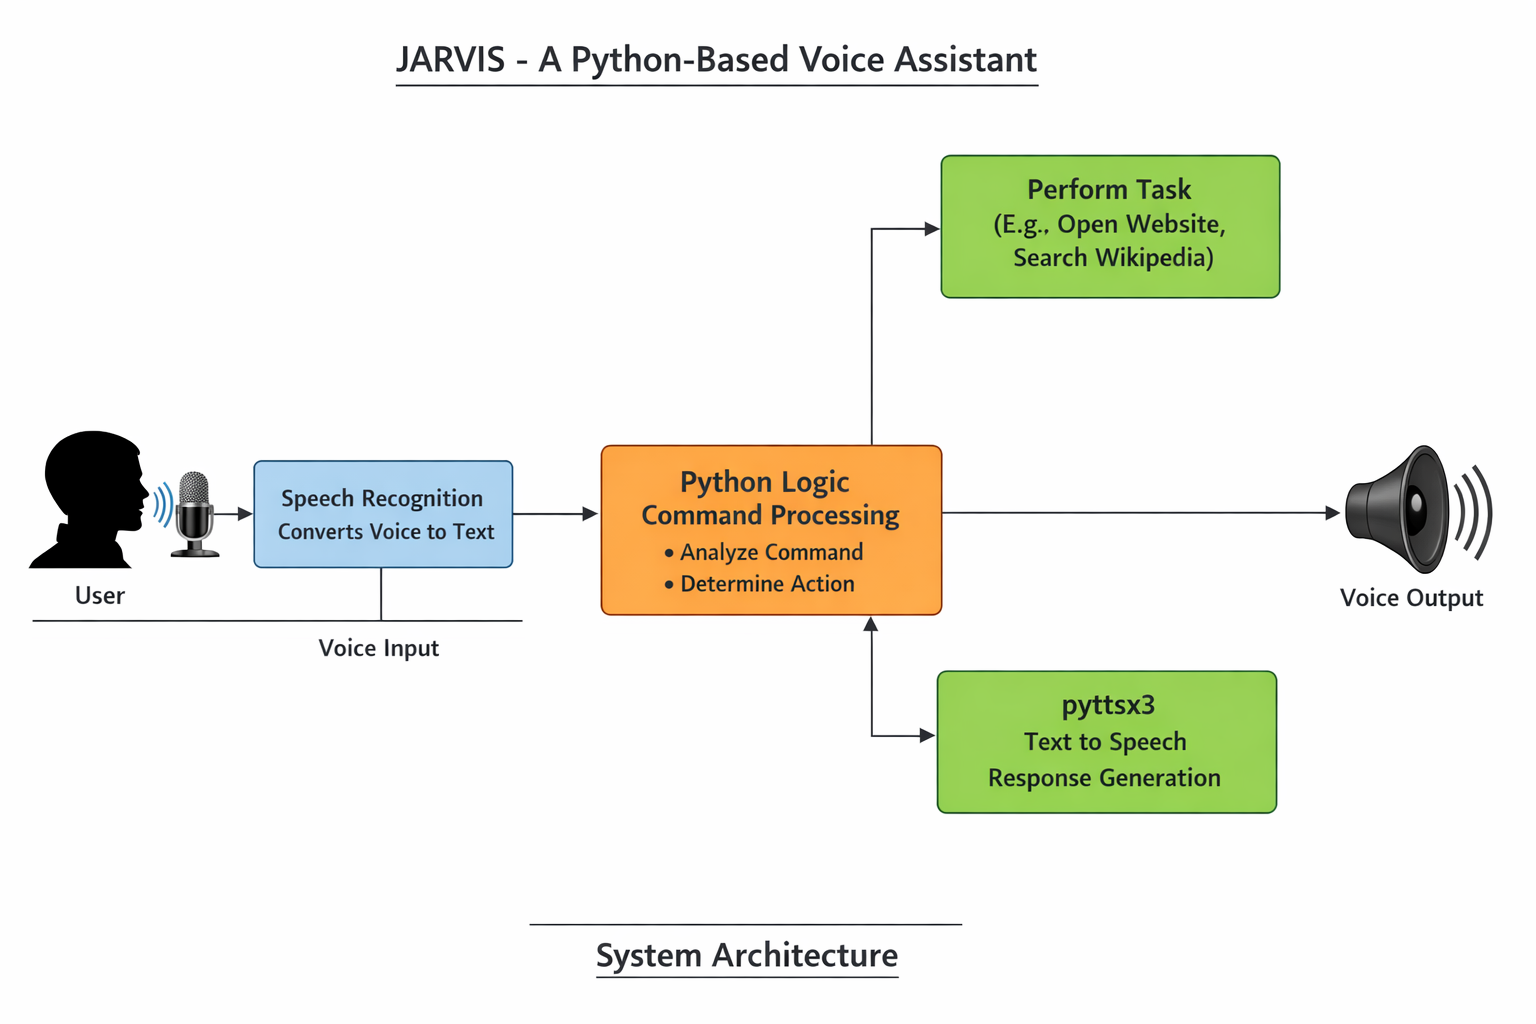 JARVIS - A Python-Based Voice Assistant
Perform Task
(E.g., Open Website,
Search Wikipedia)
Speech Recognition
Converts Voice to Text
User
Voice Input
Python Logic
Command Processing
• Analyze Command
• Determine Action
Voice Output
pyttsx3
Text to Speech
Response Generation
System Architecture